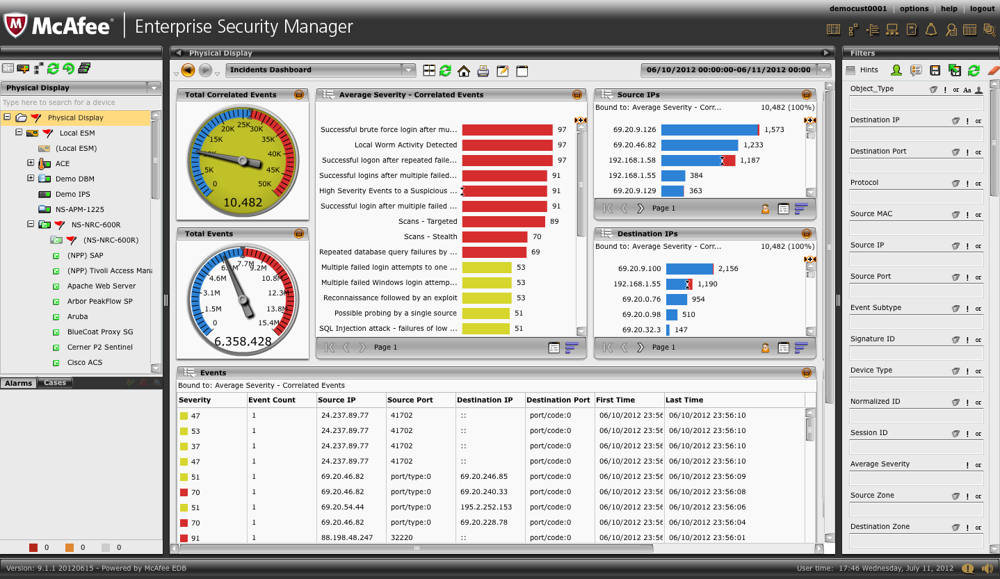 democust0001 | options | help | logout
McAfee® | Enterprise Security Manager
Physical Display
Type here to search for a device
Physical Display
Local ESM
(Local ESM)
ACE
Demo DBM
Demo IPS
NS-APM-1225
NS-NRC-600R
(NS-NRC-600R)
(NPP) SAP
(NPP) Tivoli Access Mana
Apache Web Server
Arbor PeakFlow SP
Aruba
BlueCoat Proxy SG
Cerner P2 Sentinel
Cisco ACS
Alarms Cases
0 0 0
Physical Display
Incidents Dashboard
06/10/2012 00:00:00-06/11/2012 00:00
Total Correlated Events
0
5K
15K
20K
25K
30K
35K
40K
45K
50K
10,482
Total Events
0
1.5M
3.1M
4.6M
7.7M
9.2M
10.8M
12.3M
13.8M
15.4M
6,358,428
Average Severity - Correlated Events
Successful brute force login after mu... 97
Local Worm Activity Detected 97
Successful logon after repeated faile... 97
Successful logins after multiple failed... 91
High Severity Events to a Suspicious ... 91
Successful login after multiple failed ... 91
Scans - Targeted 89
Scans - Stealth 70
Repeated database query failures by ... 69
Multiple failed login attempts to one ... 53
Multiple failed Windows login attemp... 53
Reconnaissance followed by an exploit 53
Possible probing by a single source 51
SQL Injection attack - failures of low ... 51
Page 1
Source IPs
Bound to: Average Severity - Corr... 10,482 (100%)
69.20.9.126 1,573
69.20.46.82 1,233
192.168.1.58 1,187
192.168.1.55 384
69.20.9.129 363
Page 1
Destination IPs
Bound to: Average Severity - Corr... 10,482 (100%)
69.20.9.100 2,156
192.168.1.55 1,190
69.20.0.76 954
69.20.0.98 510
69.20.32.3 147
Page 1
Events
Bound to: Average Severity - Correlated Events
Severity Event Count Source IP Source Port Destination IP Destination Port First Time Last Time
47 1 24.237.89.77 41702 :: port/code:0 06/10/2012 23:56 06/10/2012 23:56:10
53 1 24.237.89.77 41702 :: port/code:0 06/10/2012 23:56 06/10/2012 23:56:10
37 1 24.237.89.77 41702 :: port/code:0 06/10/2012 23:56 06/10/2012 23:56:10
47 1 24.237.89.77 41702 :: port/code:0 06/10/2012 23:56 06/10/2012 23:56:10
51 1 69.20.46.82 port/type:0 69.20.246.85 port/code:0 06/10/2012 23:56 06/10/2012 23:56:09
70 1 69.20.46.82 port/type:0 69.20.240.33 port/code:0 06/10/2012 23:56 06/10/2012 23:56:08
51 1 69.20.54.44 port/type:0 195.2.252.153 port/code:0 06/10/2012 23:56 06/10/2012 23:56:06
70 1 69.20.46.82 port/type:0 69.20.228.78 port/code:0 06/10/2012 23:56 06/10/2012 23:56:04
91 1 88.198.48.247 32220 :: port/code:0 06/10/2012 23:56 06/10/2012 23:56:01
Filters
Hints
Object_Type ! or Aa
Destination IP ! or
Destination Port ! or
Protocol ! or
Source MAC ! or
Source IP ! or
Source Port ! or
Event Subtype ! or
Signature ID ! or
Device Type ! or
Normalized ID ! or
Session ID ! or
Average Severity ! or
Source Zone ! or
Destination Zone ! or
Version: 9.1.1 20120615 - Powered by McAfee EDB
User time: 17:46 Wednesday, July 11, 2012